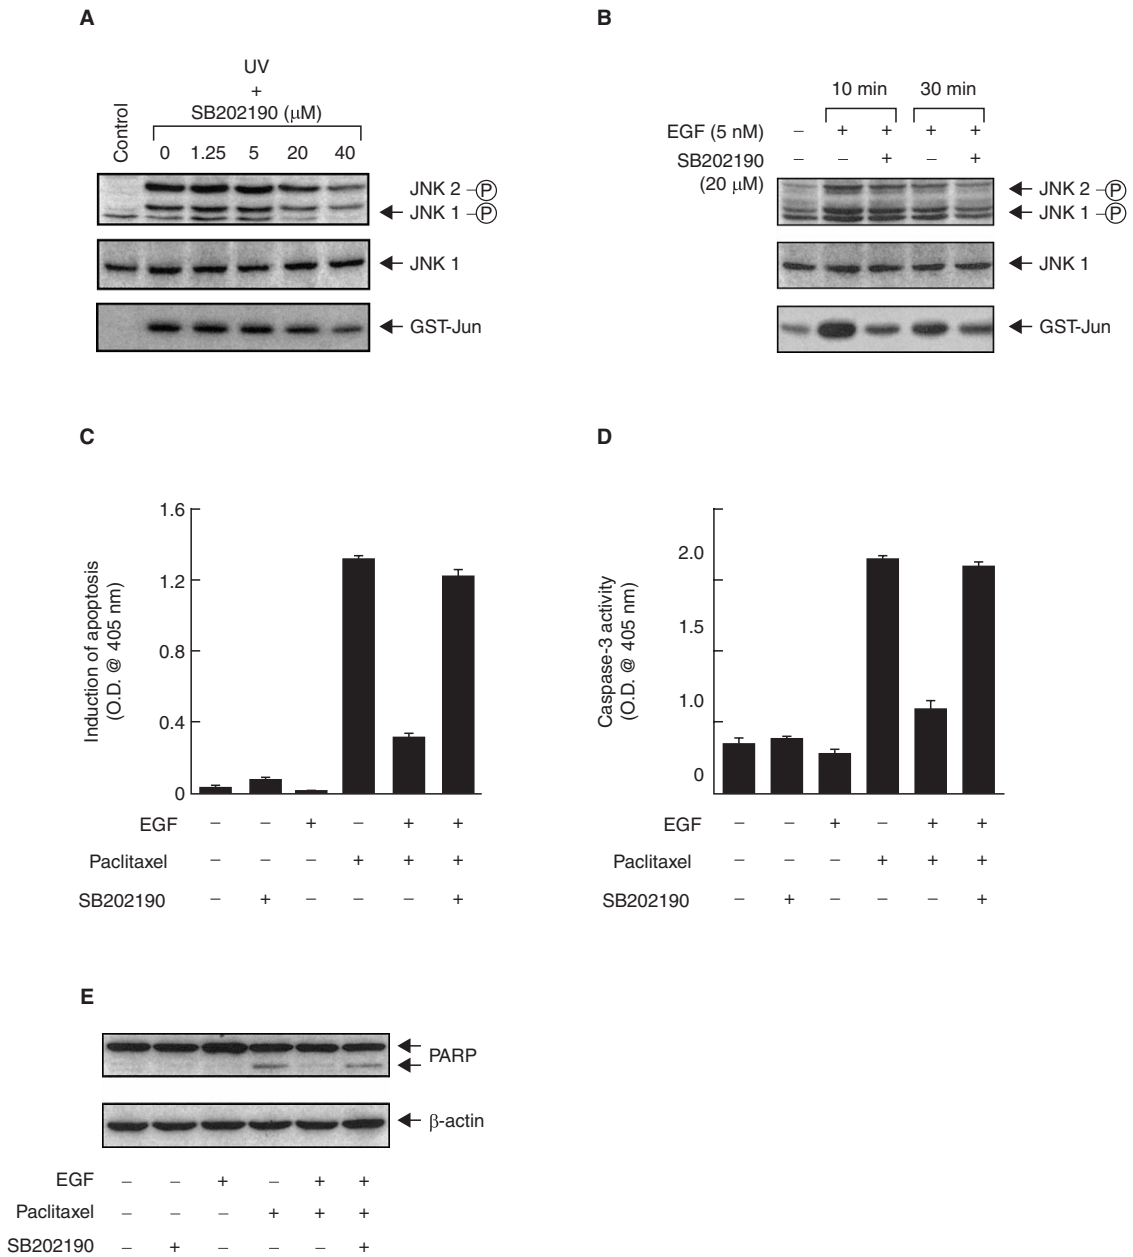 A
UV
+
SB202190 (μM)
Control
0 1.25 5 20 40
JNK 2 –Ⓟ
JNK 1 –Ⓟ
JNK 1
GST-Jun
B
10 min 30 min
EGF (5 nM) – + + + +
SB202190 – – + – +
(20 μM)
JNK 2 –Ⓟ
JNK 1 –Ⓟ
JNK 1
GST-Jun
C
Induction of apoptosis
(O.D. @ 405 nm)
1.6
1.2
0.8
0.4
0
EGF – – + – + +
Paclitaxel – – – + + +
SB202190 – + – – – +
D
Caspase-3 activity
(O.D. @ 405 nm)
2.0
1.5
1.0
0
EGF – – + – + +
Paclitaxel – – – + + +
SB202190 – + – – – +
E
PARP
β-actin
EGF – – + – + +
Paclitaxel – – – + + +
SB202190 – + – – – +